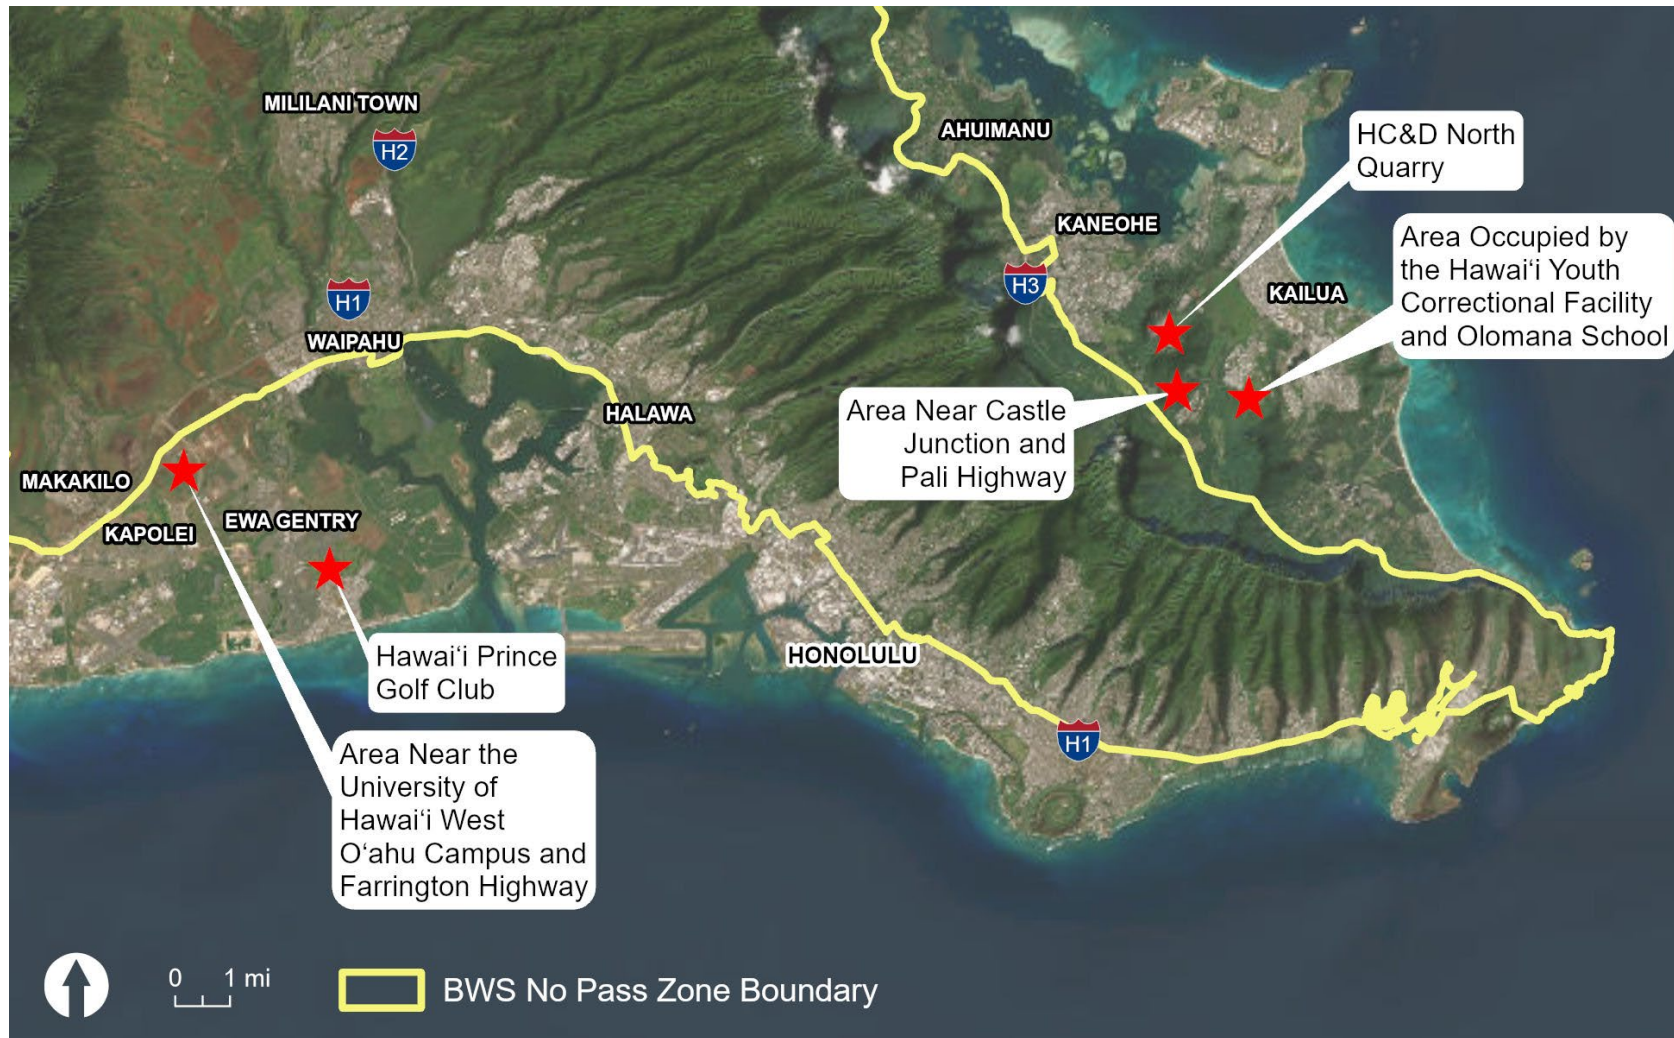 MILILANI TOWN
H2
AHUIMANU
HC&D North
Quarry
KANEOHE
Area Occupied by
the Hawai‘i Youth
Correctional Facility
and Olomana School
H3
KAILUA
H1
WAIPAHU
HALAWA
Area Near Castle
Junction and
Pali Highway
MAKAKILO
KAPOLEI
EWA GENTRY
Hawai‘i Prince
Golf Club
HONOLULU
H1
Area Near the
University of
Hawai‘i West
O‘ahu Campus and
Farrington Highway
0 1 mi
BWS No Pass Zone Boundary